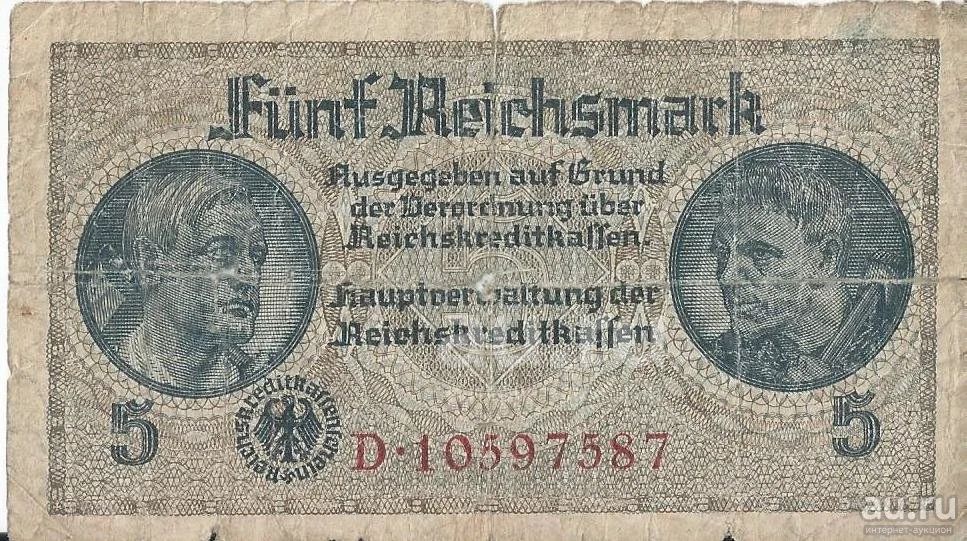 Fünf Reichsmark
Ausgegeben auf Grund
der Verordnung über
Reichskreditkassen.
Hauptverwaltung der
Reichskreditkassen
5
Reichskreditkassenschein
D·10597587
5
au.ru
интернет-аукцион